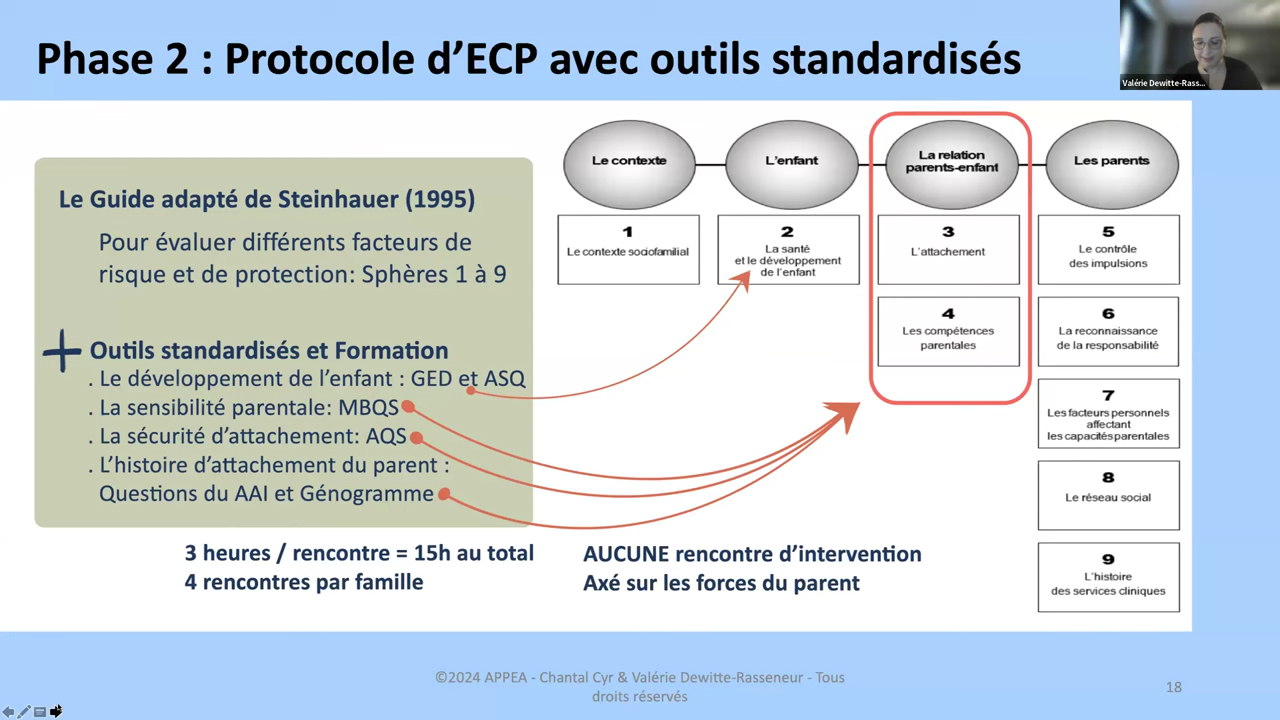 Phase 2 : Protocole d’ECP avec outils standardisés
Valérie Dewitte-Rass...
Le Guide adapté de Steinhauer (1995)
Pour évaluer différents facteurs de
risque et de protection: Sphères 1 à 9
+ Outils standardisés et Formation
. Le développement de l’enfant : GED et ASQ
. La sensibilité parentale: MBQS
. La sécurité d’attachement: AQS
. L’histoire d’attachement du parent :
Questions du AAI et Génogramme
3 heures / rencontre = 15h au total
4 rencontres par famille
AUCUNE rencontre d’intervention
Axé sur les forces du parent
Le contexte
1
Le contexte sociofamilial
L’enfant
2
La santé
et le développement
de l’enfant
La relation
parents-enfant
3
L’attachement
4
Les compétences
parentales
Les parents
5
Le contrôle
des impulsions
6
La reconnaissance
de la responsabilité
7
Les facteurs personnels
affectant
les capacités parentales
8
Le réseau social
9
L’histoire
des services cliniques
©2024 APPEA - Chantal Cyr & Valérie Dewitte-Rasseneur - Tous
droits réservés
18